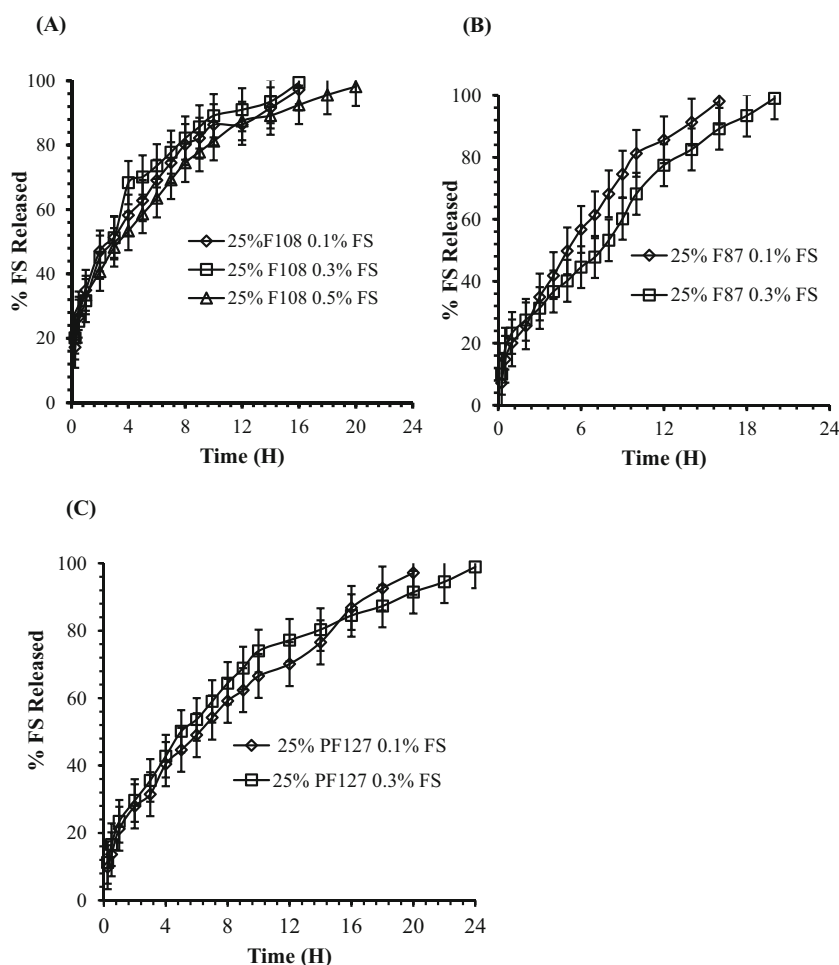 (A)
% FS Released
100
80
60
40
20
0
0 4 8 12 16 20 24
Time (H)
25%F108 0.1% FS
25% F108 0.3% FS
25% F108 0.5% FS
(B)
% FS Released
100
80
60
40
20
0
0 6 12 18 24
Time (H)
25% F87 0.1% FS
25% F87 0.3% FS
(C)
% FS Released
100
80
60
40
20
0
0 4 8 12 16 20 24
Time (H)
25% PF127 0.1% FS
25% PF127 0.3% FS